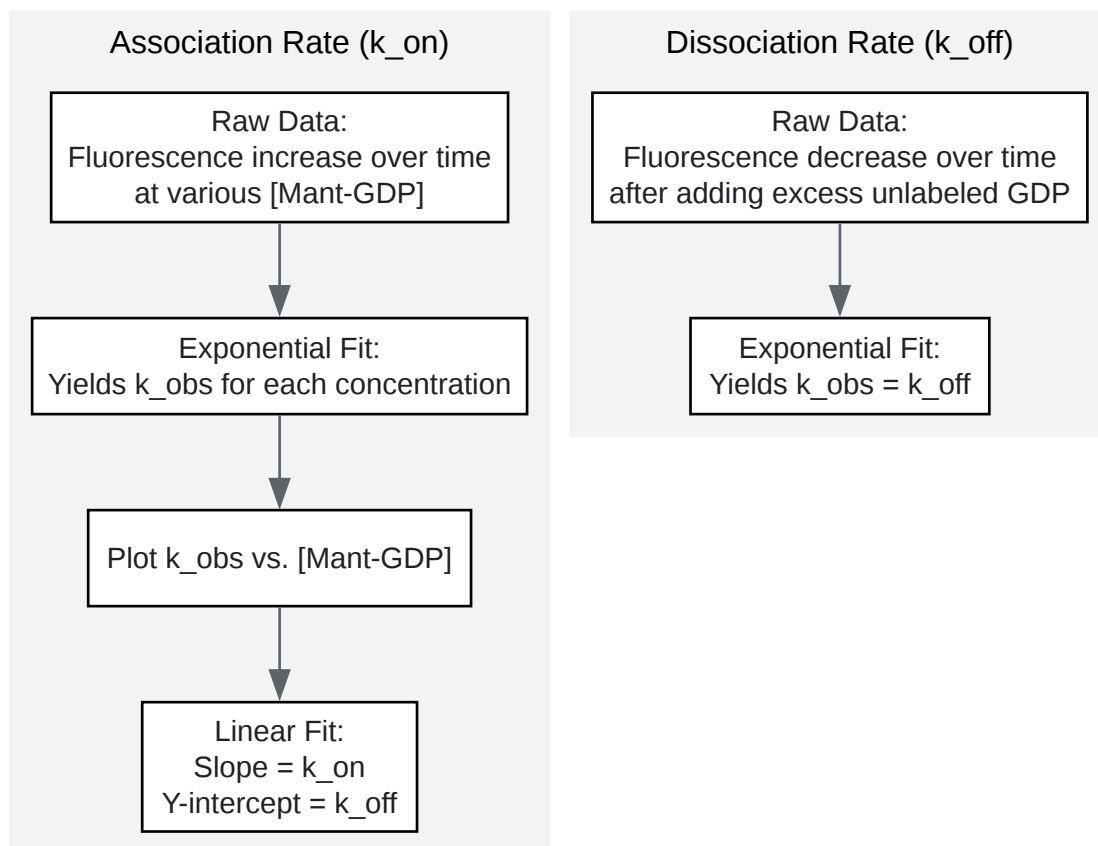 Association Rate (k_on)
Raw Data:
Fluorescence increase over time
at various [Mant-GDP]
Exponential Fit:
Yields k_obs for each concentration
Plot k_obs vs. [Mant-GDP]
Linear Fit:
Slope = k_on
Y-intercept = k_off
Dissociation Rate (k_off)
Raw Data:
Fluorescence decrease over time
after adding excess unlabeled GDP
Exponential Fit:
Yields k_obs = k_off